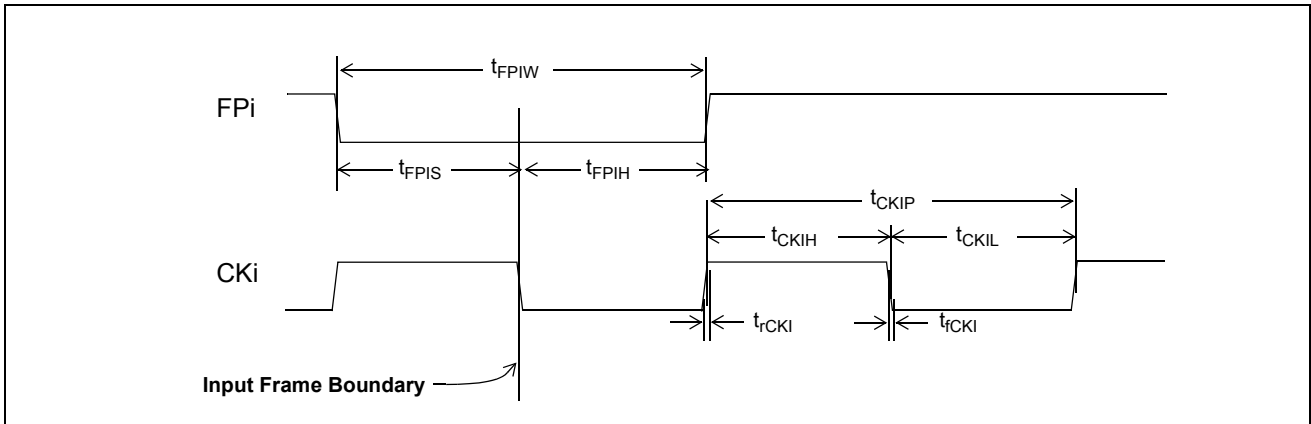 tFPIW
FPi
tFPIS
tFPIH
tCKIP
tCKIH
tCKIL
CKi
trCKI
tfCKI
Input Frame Boundary